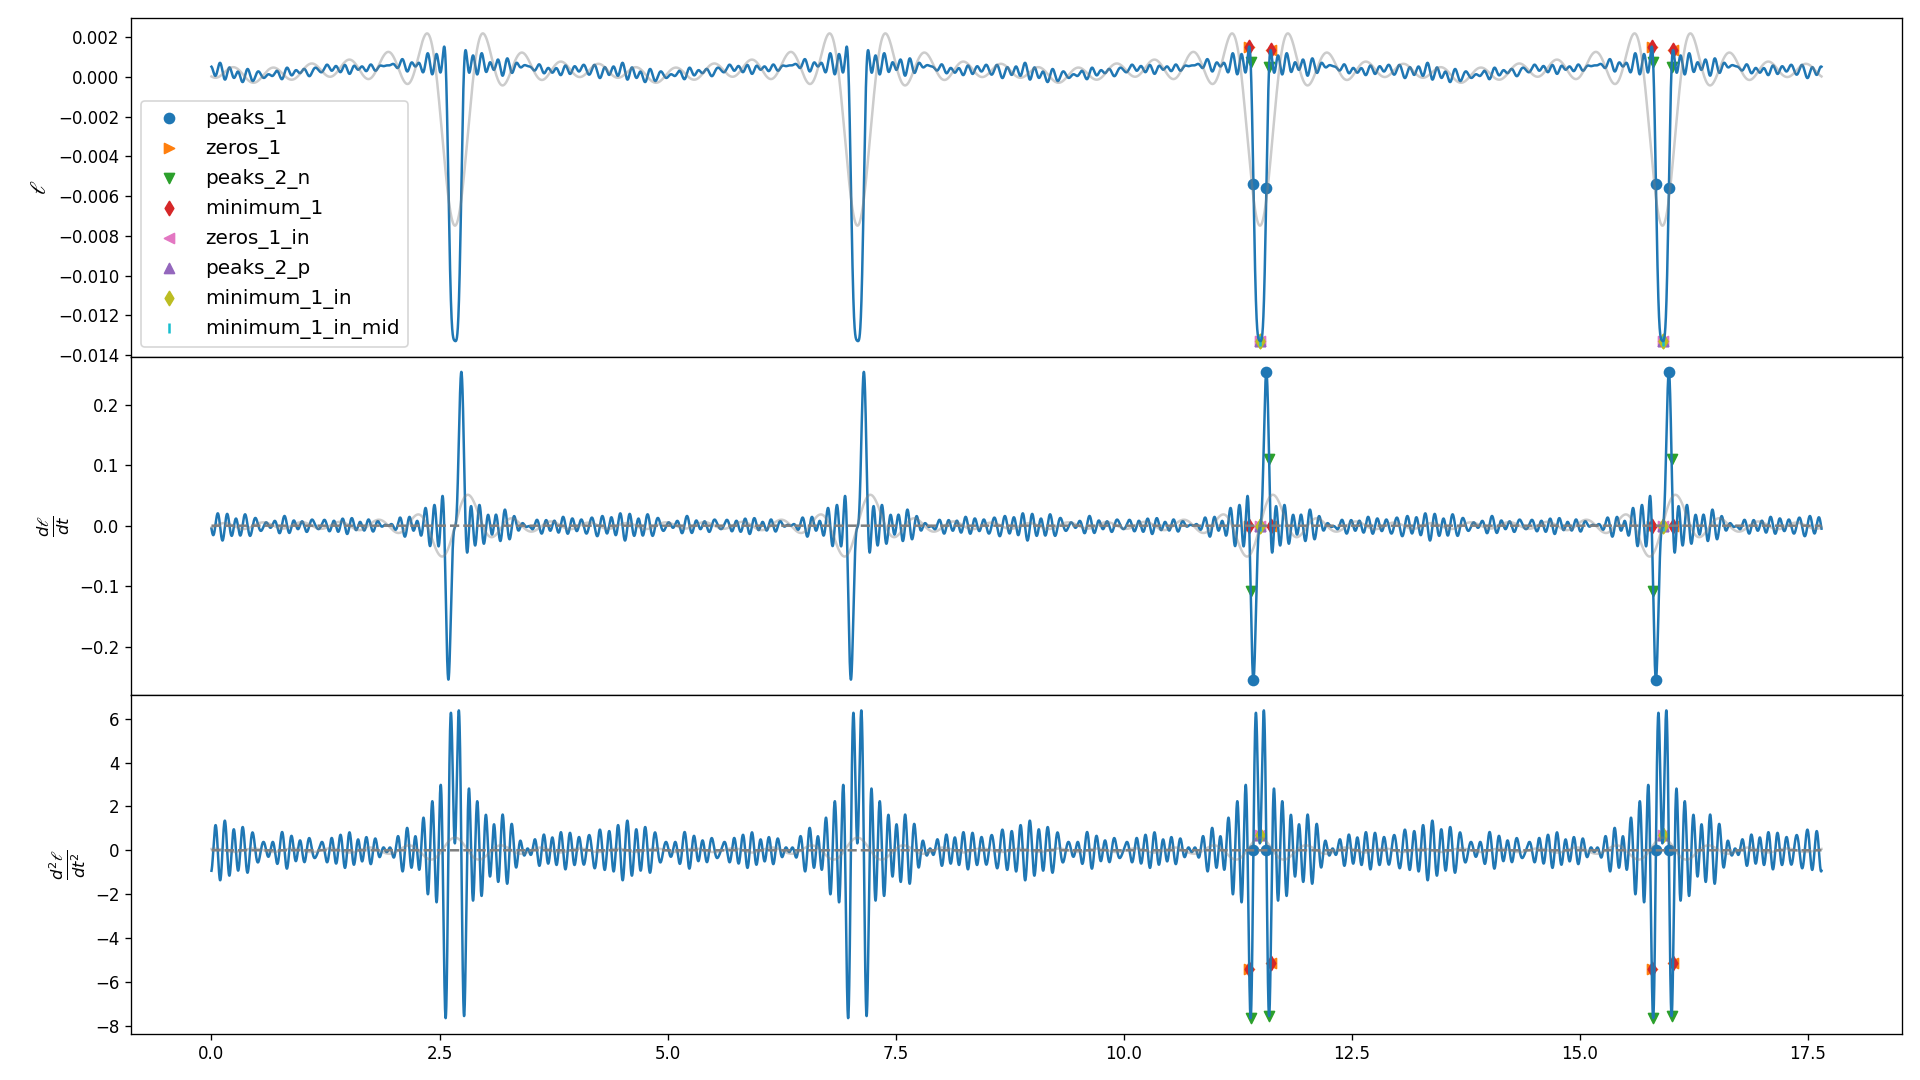 0.002
0.000
−0.002
−0.004
−0.006
−0.008
−0.010
−0.012
−0.014
ℓ
peaks_1
zeros_1
peaks_2_n
minimum_1
zeros_1_in
peaks_2_p
minimum_1_in
minimum_1_in_mid
0.2
0.1
0.0
−0.1
−0.2
dℓ
dt
6
4
2
0
−2
−4
−6
−8
d²ℓ
dt²
0.0 2.5 5.0 7.5 10.0 12.5 15.0 17.5